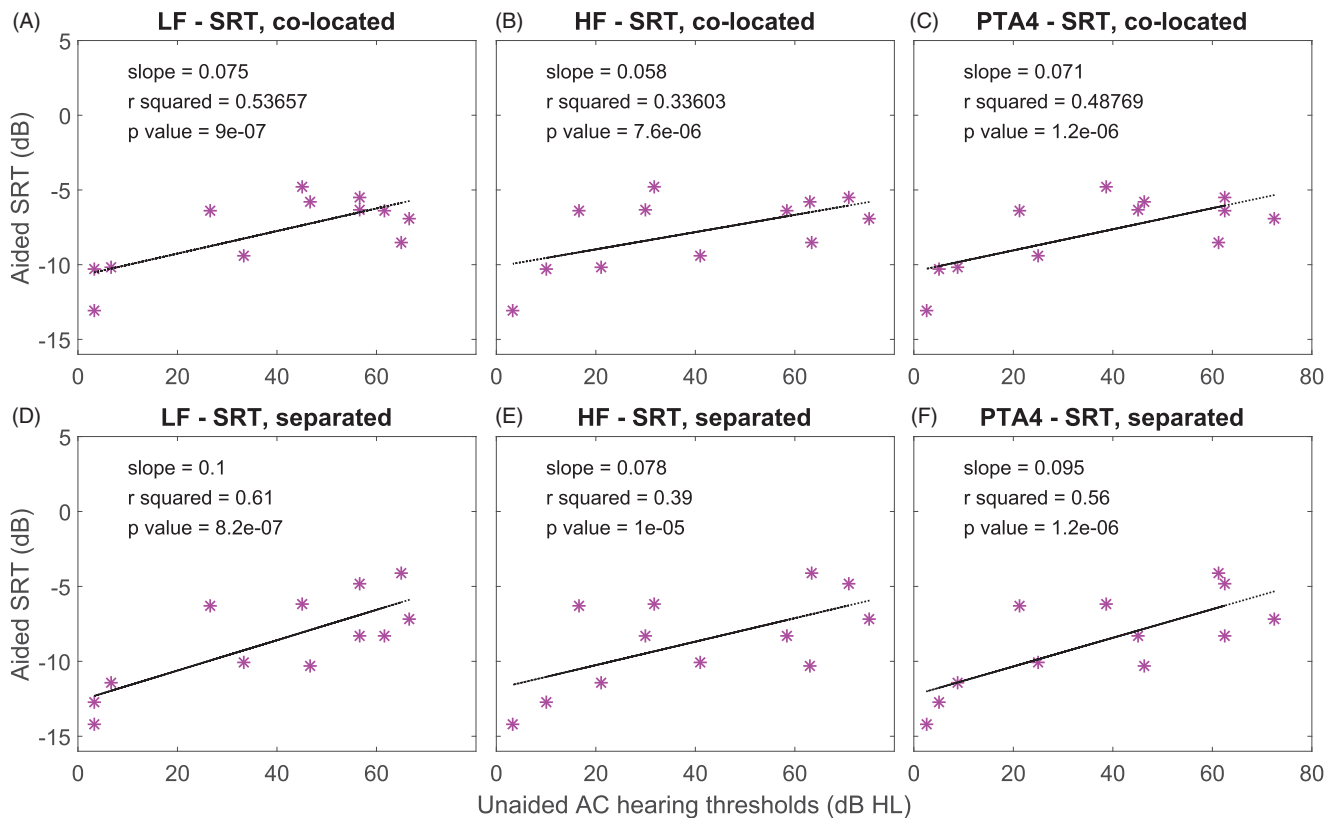 (A) LF - SRT, co-located
(B) HF - SRT, co-located
(C) PTA4 - SRT, co-located
5
0
-5
-10
-15
Aided SRT (dB)
slope = 0.075
r squared = 0.53657
p value = 9e-07
slope = 0.058
r squared = 0.33603
p value = 7.6e-06
slope = 0.071
r squared = 0.48769
p value = 1.2e-06
0 20 40 60
0 20 40 60
0 20 40 60 80
(D) LF - SRT, separated
(E) HF - SRT, separated
(F) PTA4 - SRT, separated
5
0
-5
-10
-15
Aided SRT (dB)
slope = 0.1
r squared = 0.61
p value = 8.2e-07
slope = 0.078
r squared = 0.39
p value = 1e-05
slope = 0.095
r squared = 0.56
p value = 1.2e-06
0 20 40 60
0 20 40 60
0 20 40 60 80
Unaided AC hearing thresholds (dB HL)